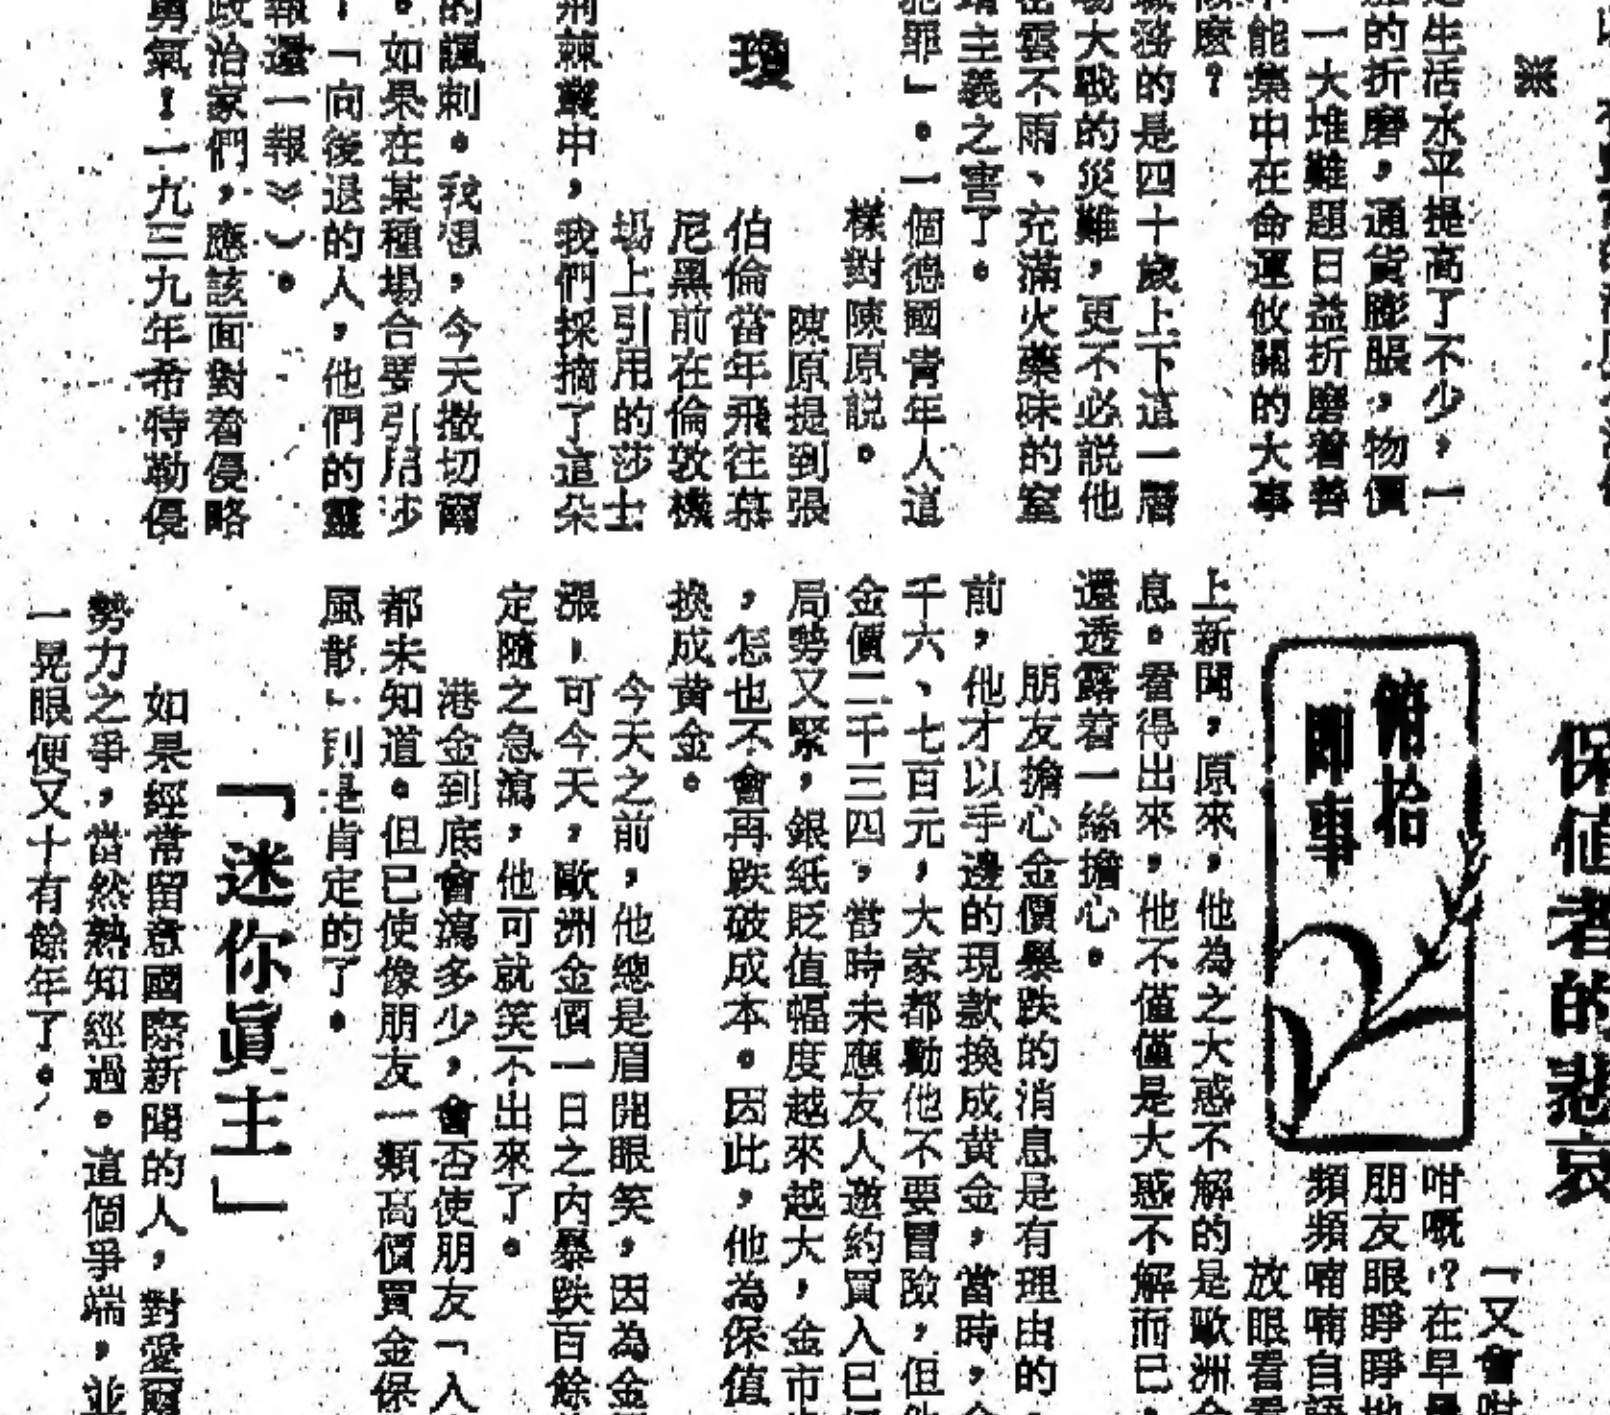 生活水平提高了不少，一
的折磨，通貨膨脹，物價
一大堆難題日益折磨着善
能集中在命運攸關的大事
麼？
的是四十歲上下這一層
大戰的災難，更不必說他
雲不雨、充滿火藥味的室
主義之害了。
罪」。一個德國青年人這
樣對陳原說。
陳原提到張
伯倫當年飛往慕
尼黑前在倫敦機
場上引用的莎士
棘叢中，我們採摘了這朵
瓊
的諷刺。我想，今天撒切爾
。如果在某種場合要引用莎
！「向後退的人，他們的靈
還一報》）。
政治家們，應該面對着侵略
勇氣！一九三九年希特勒侵
保值者的悲哀
俯拾
即事
「又會咁
咁嘅？在早
朋友眼睜睜地
頻頻喃喃自語
放眼看看
上新聞，原來，他為之大惑不解的是歐洲金
息。看得出來，他不僅僅是大惑不解而已，
還透露着一絲擔心。
朋友擔心金價暴跌的消息是有理由的，
前，他才以手邊的現款換成黃金，當時，金
千六、七百元，大家都勸他不要冒險，但他
金價二千三四，當時未應友人邀約買入已
局勢又緊，銀紙貶值幅度越來越大，金市
，怎也不會再跌破成本。因此，他為保值
換成黃金。
今天之前，他總是眉開眼笑，因為金
漲，可今天，歐洲金價一日之內暴跌百餘
定隨之急瀉，他可就笑不出來了。
港金到底會瀉多少，會否使朋友「入
都未知道。但已使像朋友一類高價買金保
風散」則是肯定的了。
「迷你眞主」
如果經常留意國際新聞的人，對愛爾
勢力之爭，當然熟知經過。這個爭端，並
一晃眼便又十有餘年了。